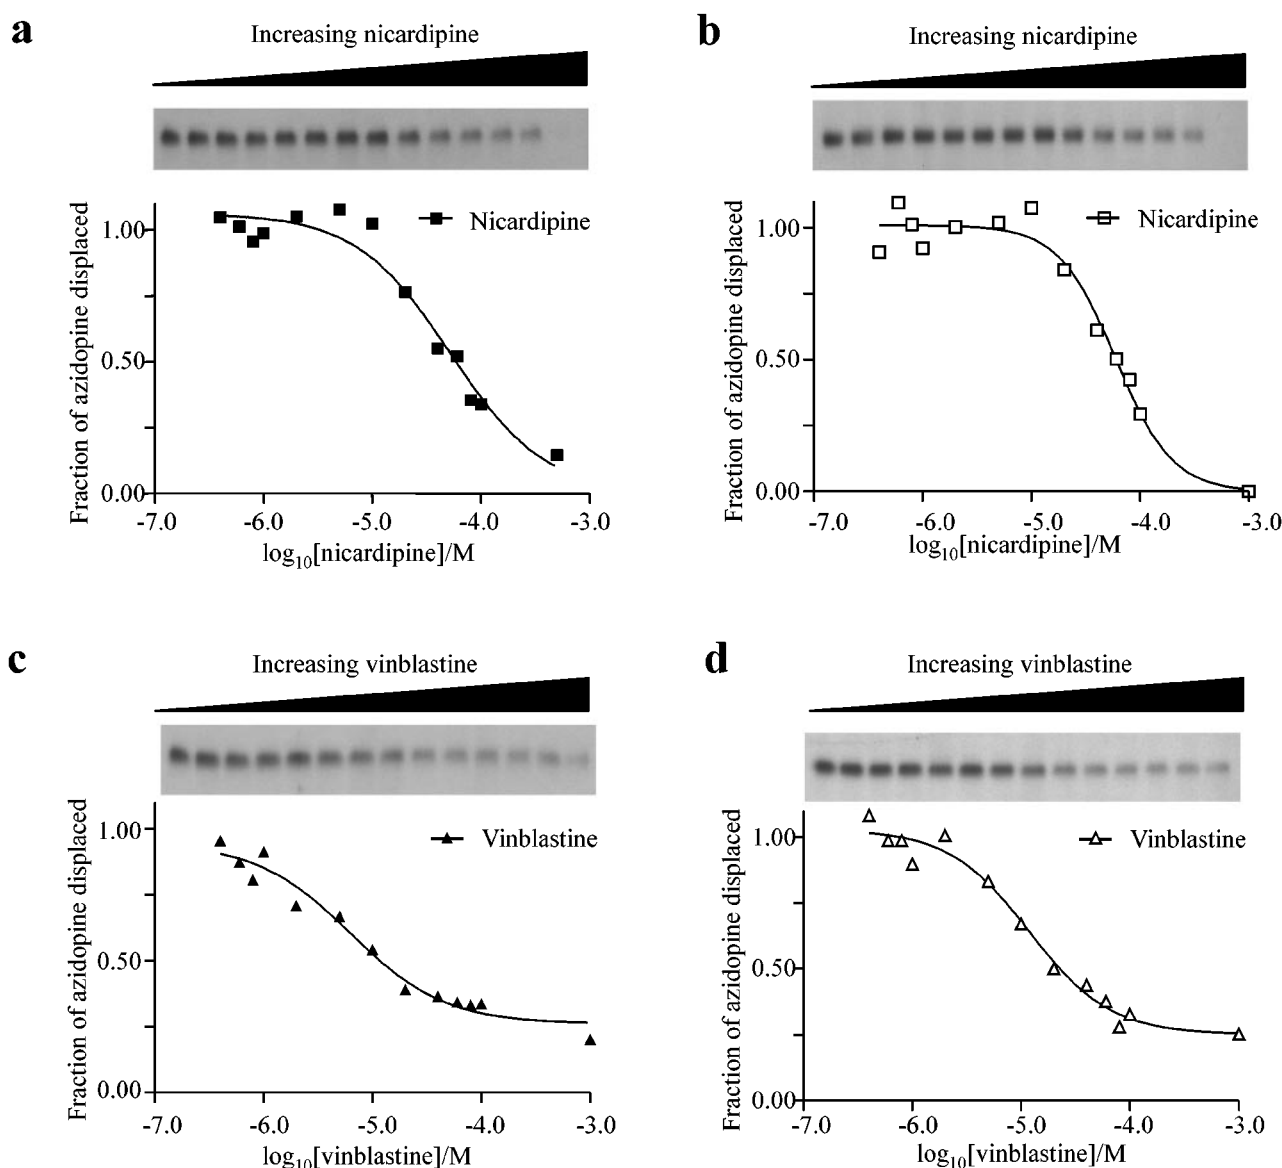 a
Increasing nicardipine
Fraction of azidopine displaced
1.00
0.50
0.00
Nicardipine
-7.0 -6.0 -5.0 -4.0 -3.0
log10[nicardipine]/M
b
Increasing nicardipine
Fraction of azidopine displaced
1.00
0.50
0.00
Nicardipine
-7.0 -6.0 -5.0 -4.0 -3.0
log10[nicardipine]/M
c
Increasing vinblastine
Fraction of azidopine displaced
1.00
0.50
0.00
Vinblastine
-7.0 -6.0 -5.0 -4.0 -3.0
log10[vinblastine]/M
d
Increasing vinblastine
Fraction of azidopine displaced
1.00
0.50
0.00
Vinblastine
-7.0 -6.0 -5.0 -4.0 -3.0
log10[vinblastine]/M